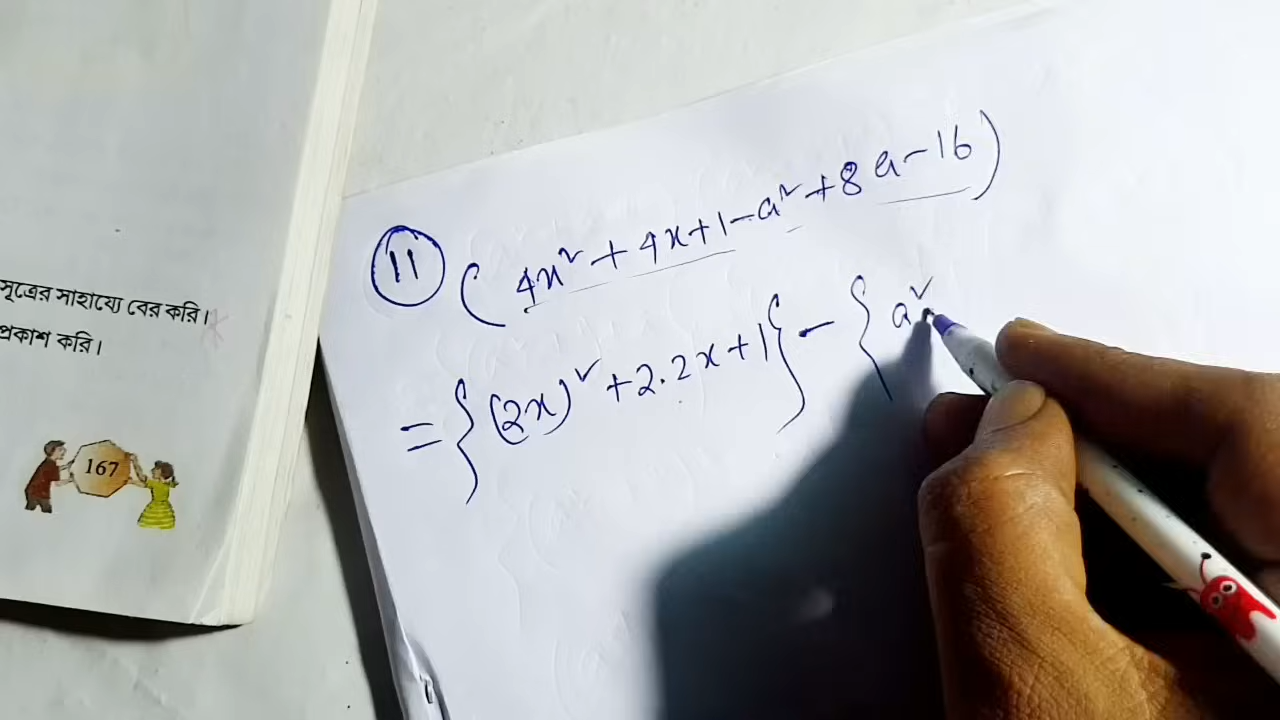 সূত্রের সাহায্যে বের করি।
প্রকাশ করি।
167
11 (4x² + 4x+1-a²+8a-16)
= {(2x)² +2.2x+1} - {a²